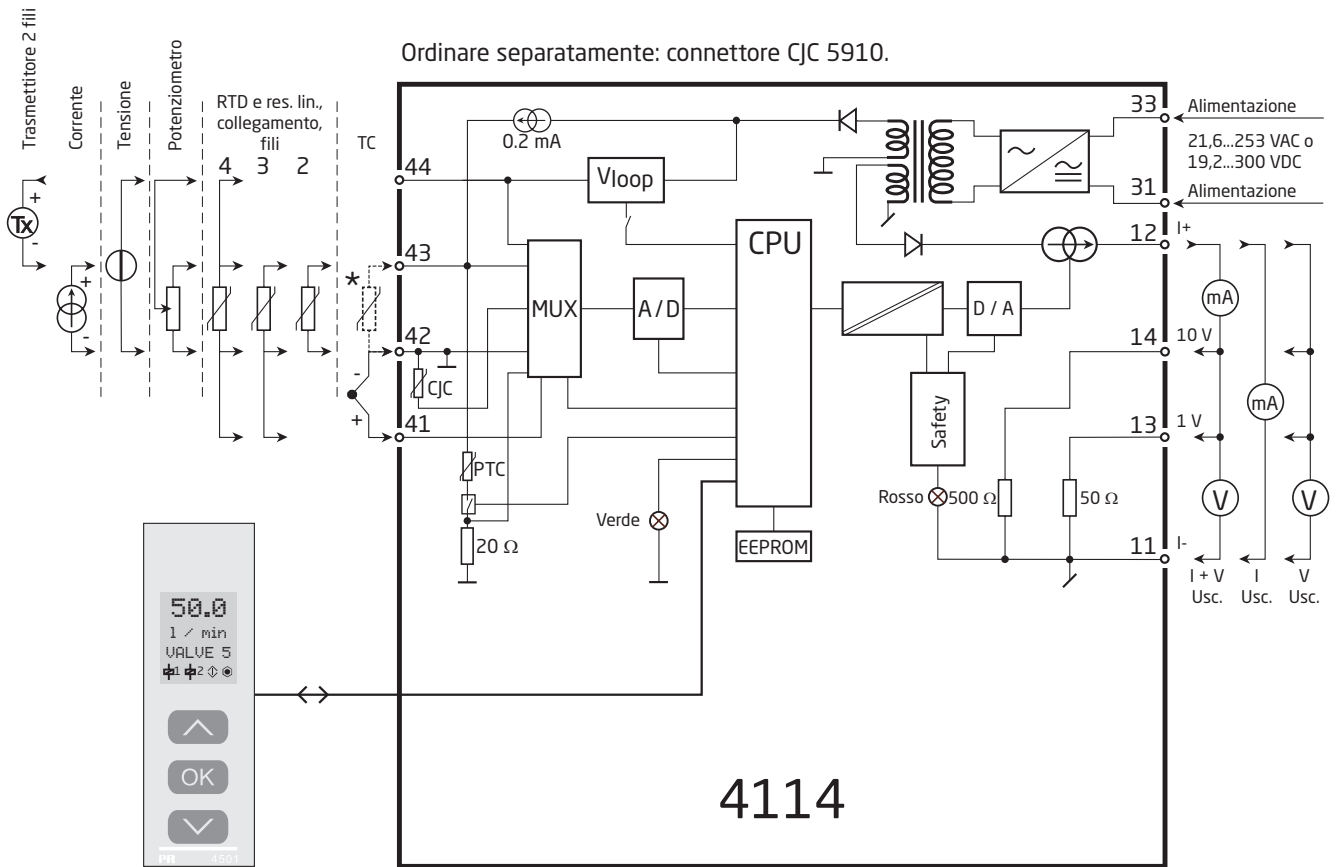 Ordinare separatamente: connettore CJC 5910.
Trasmettitore 2 fili
Corrente
Tensione
Potenziometro
RTD e res. lin.,
collegamento,
fili
4 3 2
TC
+
Tx
-
+
-
*
-
+
44
43
42
41
0.2 mA
Vloop
MUX
A/D
CPU
EEPROM
CJC
PTC
20 Ω
Verde
D / A
Safety
Rosso
500 Ω
50 Ω
33
Alimentazione
21,6...253 VAC o
19,2...300 VDC
31
Alimentazione
12
I+
mA
14
10 V
mA
13
1 V
V
V
11
I-
I + V
Usc.
I
Usc.
V
Usc.
50.0
l / min
VALVE 5
1 2
OK
PR 4501
4114